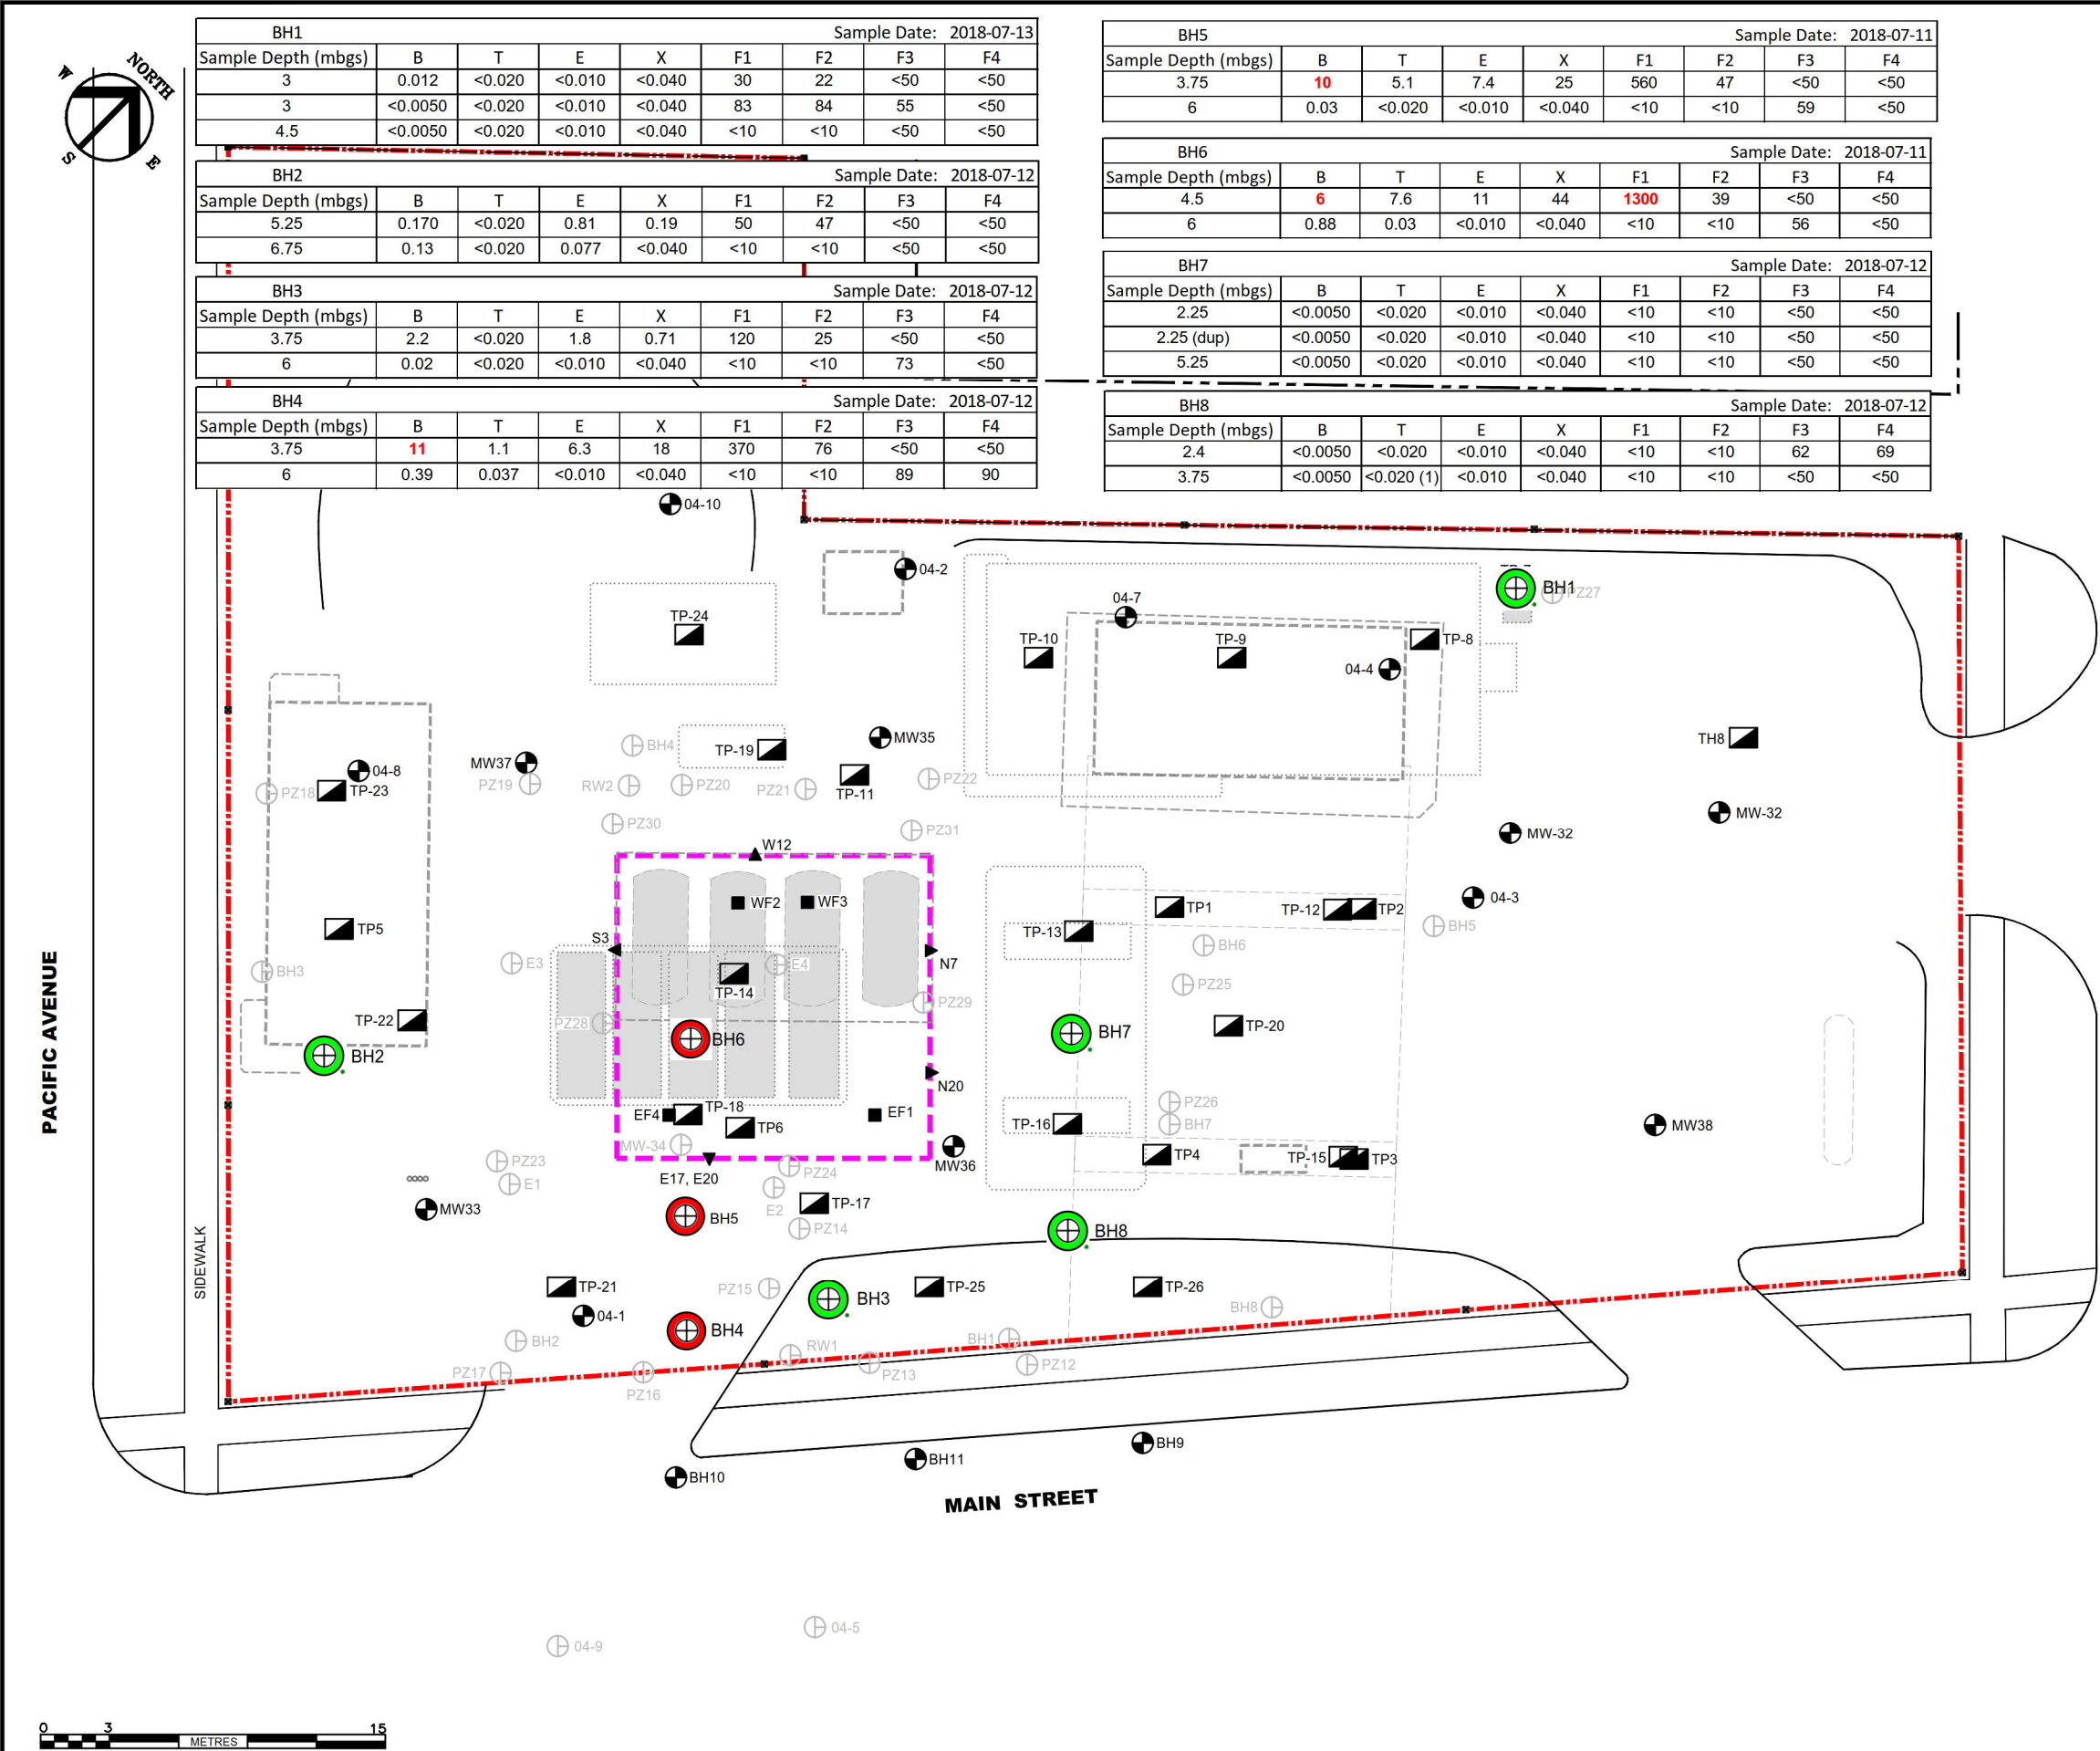 W
NORTH
S
E
BH1 Sample Date: 2018-07-13
Sample Depth (mbgs) B T E X F1 F2 F3 F4
3 0.012 <0.020 <0.010 <0.040 30 22 <50 <50
3 <0.0050 <0.020 <0.010 <0.040 83 84 55 <50
4.5 <0.0050 <0.020 <0.010 <0.040 <10 <10 <50 <50
BH2 Sample Date: 2018-07-12
Sample Depth (mbgs) B T E X F1 F2 F3 F4
5.25 0.170 <0.020 0.81 0.19 50 47 <50 <50
6.75 0.13 <0.020 0.077 <0.040 <10 <10 <50 <50
BH3 Sample Date: 2018-07-12
Sample Depth (mbgs) B T E X F1 F2 F3 F4
3.75 2.2 <0.020 1.8 0.71 120 25 <50 <50
6 0.02 <0.020 <0.010 <0.040 <10 <10 73 <50
BH4 Sample Date: 2018-07-12
Sample Depth (mbgs) B T E X F1 F2 F3 F4
3.75 11 1.1 6.3 18 370 76 <50 <50
6 0.39 0.037 <0.010 <0.040 <10 <10 89 90
BH5 Sample Date: 2018-07-11
Sample Depth (mbgs) B T E X F1 F2 F3 F4
3.75 10 5.1 7.4 25 560 47 <50 <50
6 0.03 <0.020 <0.010 <0.040 <10 <10 59 <50
BH6 Sample Date: 2018-07-11
Sample Depth (mbgs) B T E X F1 F2 F3 F4
4.5 6 7.6 11 44 1300 39 <50 <50
6 0.88 0.03 <0.010 <0.040 <10 <10 56 <50
BH7 Sample Date: 2018-07-12
Sample Depth (mbgs) B T E X F1 F2 F3 F4
2.25 <0.0050 <0.020 <0.010 <0.040 <10 <10 <50 <50
2.25 (dup) <0.0050 <0.020 <0.010 <0.040 <10 <10 <50 <50
5.25 <0.0050 <0.020 <0.010 <0.040 <10 <10 <50 <50
BH8 Sample Date: 2018-07-12
Sample Depth (mbgs) B T E X F1 F2 F3 F4
2.4 <0.0050 <0.020 <0.010 <0.040 <10 <10 62 69
3.75 <0.0050 <0.020 (1) <0.010 <0.040 <10 <10 <50 <50
04-10
04-2
BH1
PZ27
04-7
TP-24
TP-10
TP-9
TP-8
04-4
MW35
TH8
BH4
TP-19
MW37
04-8
PZ19
RW2
PZ20
PZ21
TP-11
PZ22
PZ18
TP-23
MW-32
PZ30
PZ31
MW-32
W12
WF2
WF3
04-3
TP1
TP-12
TP2
BH5
TP5
S3
TP-13
BH6
E3
E4
N7
BH3
TP-14
PZ25
PZ29
TP-22
PZ28
BH6
BH7
TP-20
BH2
N20
PZ26
EF4
TP-18
EF1
TP6
TP-16
BH7
MW38
MW-34
MW36
TP4
TP-15
TP3
PZ23
PZ24
E1
E17, E20
MW33
BH5
E2
TP-17
PZ14
BH8
TP-21
PZ15
BH3
TP-25
TP-26
04-1
BH4
BH8
BH2
RW1
BH1
PZ17
PZ16
PZ13
PZ12
PACIFIC AVENUE
SIDEWALK
BH9
BH11
BH10
MAIN STREET
04-5
04-9
0 3 15
METRES